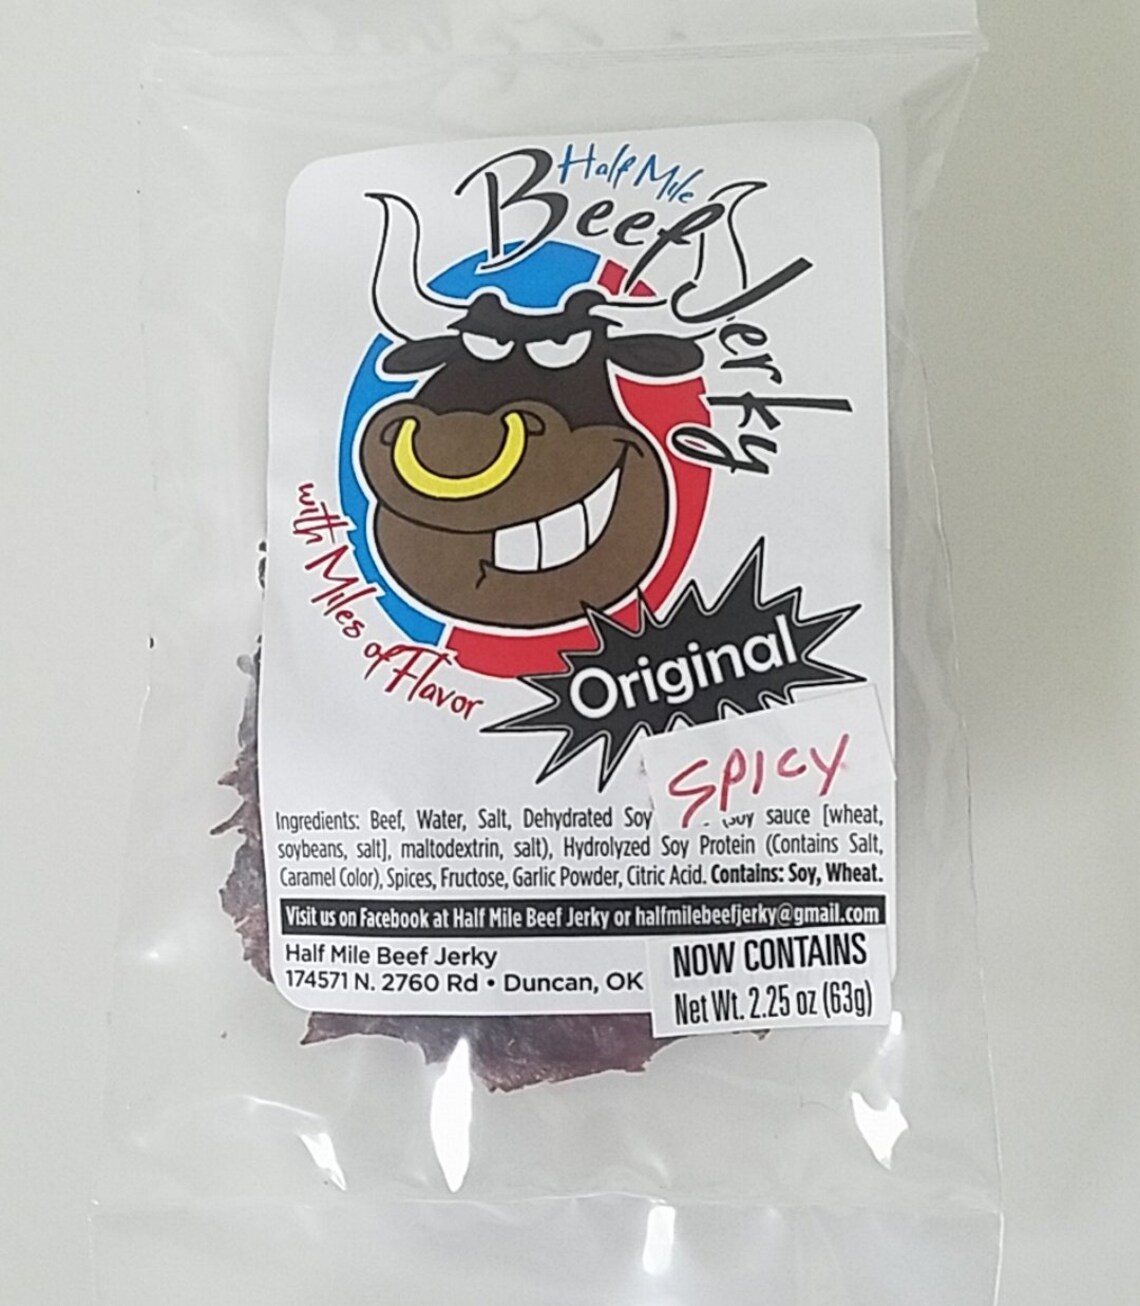 Half Mile
Beef
Jerky
with Miles of Flavor
Original
SPICY
Ingredients: Beef, Water, Salt, Dehydrated Soy sauce [wheat,
soybeans, salt], maltodextrin, salt), Hydrolyzed Soy Protein (Contains Salt,
Caramel Color), Spices, Fructose, Garlic Powder, Citric Acid. Contains: Soy, Wheat.
Visit us on Facebook at Half Mile Beef Jerky or halfmilebeefjerky@gmail.com
Half Mile Beef Jerky
174571 N. 2760 Rd • Duncan, OK
NOW CONTAINS
Net Wt. 2.25 oz (63g)